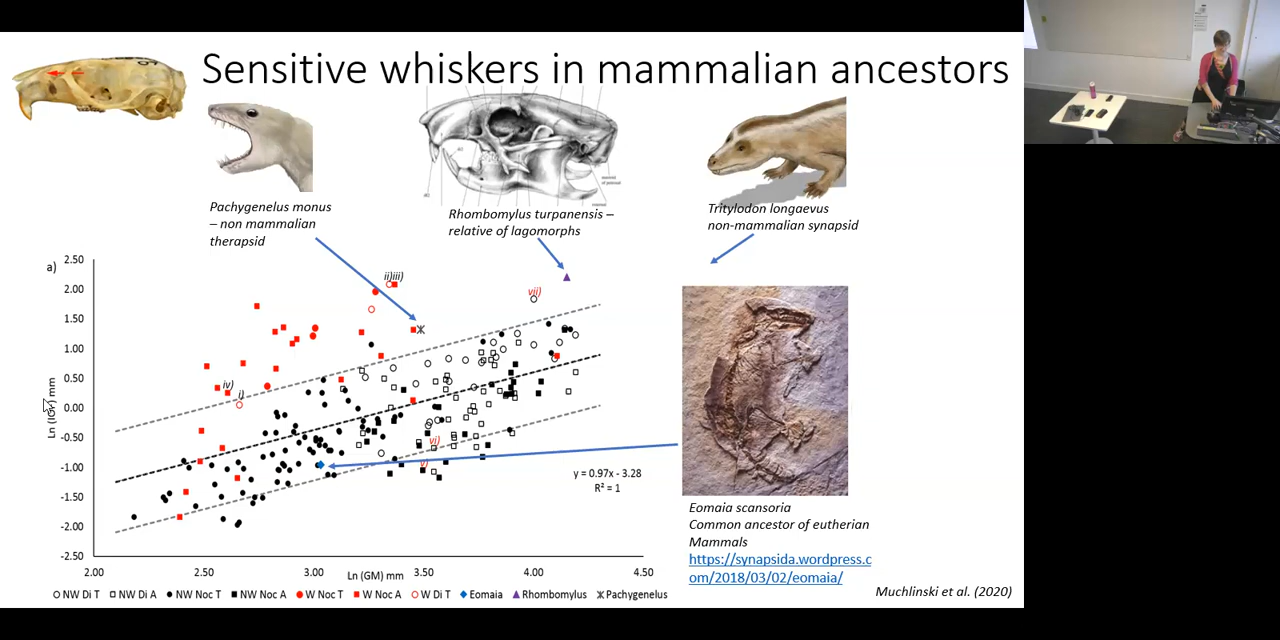 Sensitive whiskers in mammalian ancestors
Pachygenelus monus
– non mammalian
therapsid
Rhombomylus turpanensis –
relative of lagomorphs
Tritylodon longaevus
non-mammalian synapsid
a)
2.50
2.00
1.50
1.00
0.50
0.00
-0.50
-1.00
-1.50
-2.00
-2.50
Ln (IOV) mm
ii)iii)
vii)
iv)
i)
vi)
v)
y = 0.97x - 3.28
R² = 1
2.00 2.50 3.00 3.50 4.00 4.50
Ln (GM) mm
NW Di T NW Di A NW Noc T NW Noc A W Noc T W Noc A W Di T Eomaia Rhombomylus Pachygenelus
Eomaia scansoria
Common ancestor of eutherian
Mammals
https://synapsida.wordpress.c
om/2018/03/02/eomaia/
Muchlinski et al. (2020)